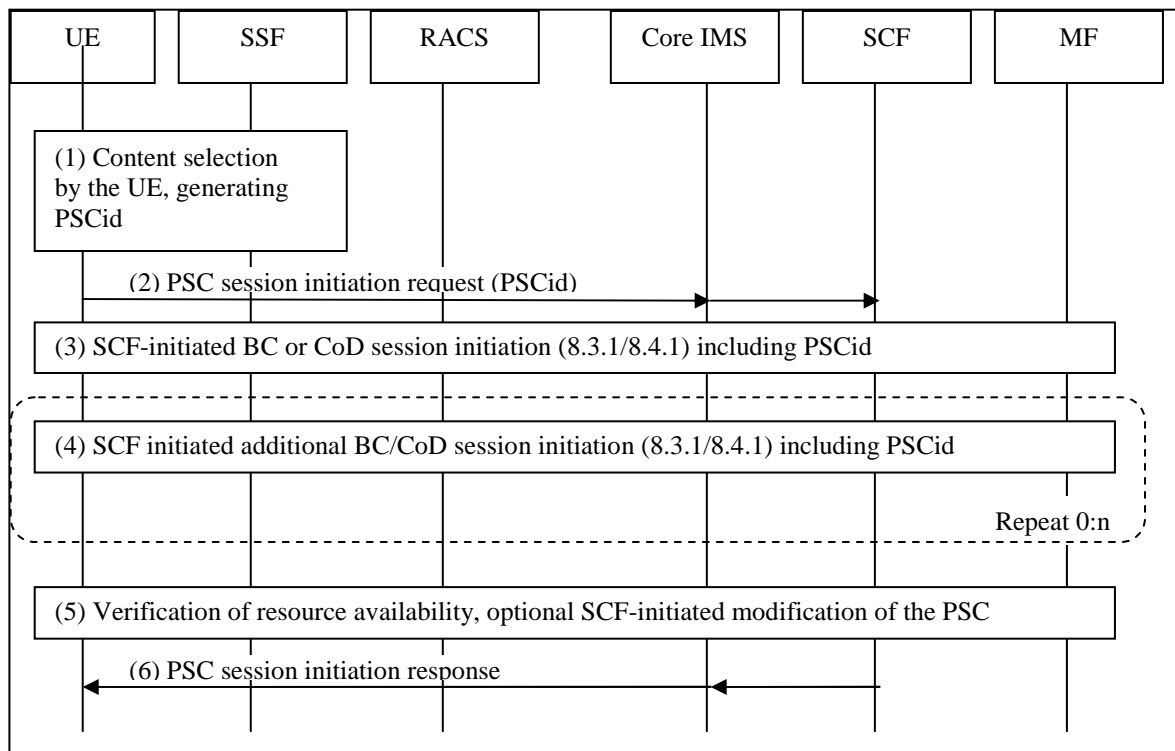 UE SSF RACS Core IMS SCF MF
(1) Content selection
by the UE, generating
PSCid
(2) PSC session initiation request (PSCid)
(3) SCF-initiated BC or CoD session initiation (8.3.1/8.4.1) including PSCid
(4) SCF initiated additional BC/CoD session initiation (8.3.1/8.4.1) including PSCid
Repeat 0:n
(5) Verification of resource availability, optional SCF-initiated modification of the PSC
(6) PSC session initiation response